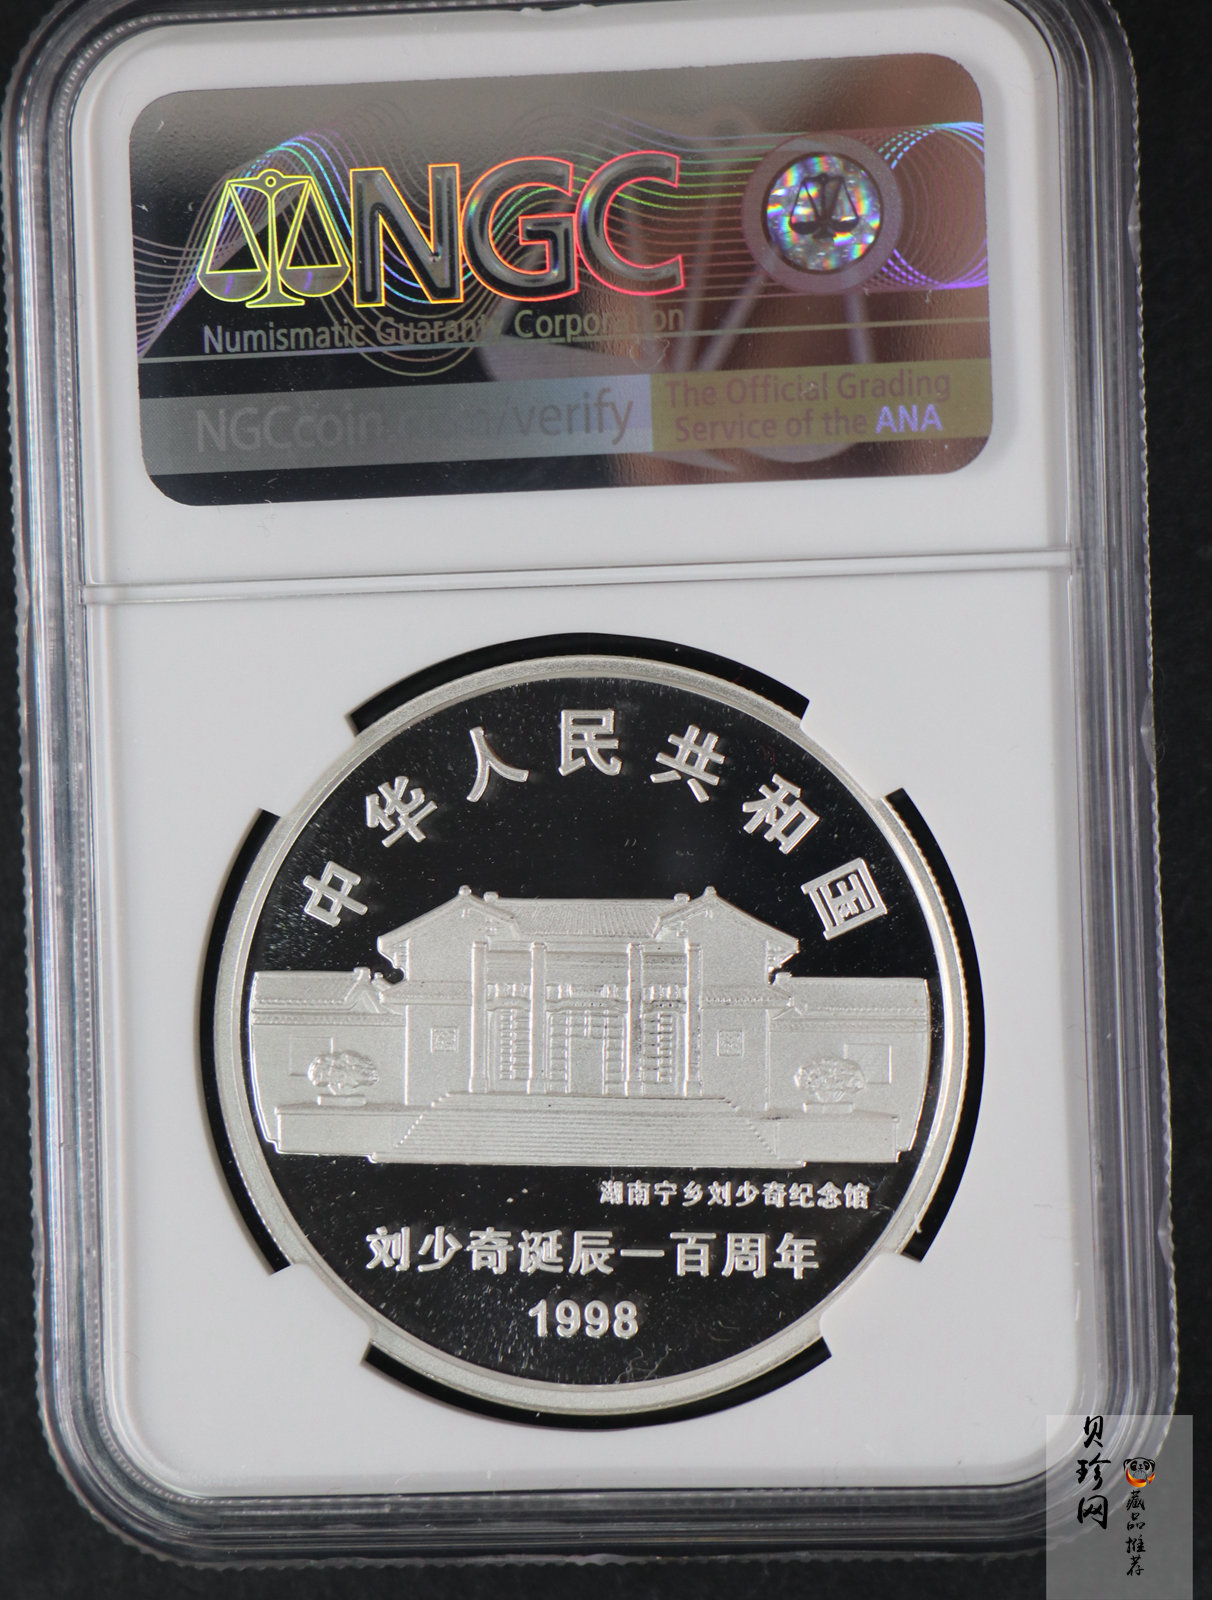 NGC
Numismatic Guaranty Corporation
NGCcoin.com/verify
The Official Grading
Service of the ANA
中华人民共和国
湖南宁乡刘少奇纪念馆
刘少奇诞辰一百周年
1998
贝珍网
藏品推荐